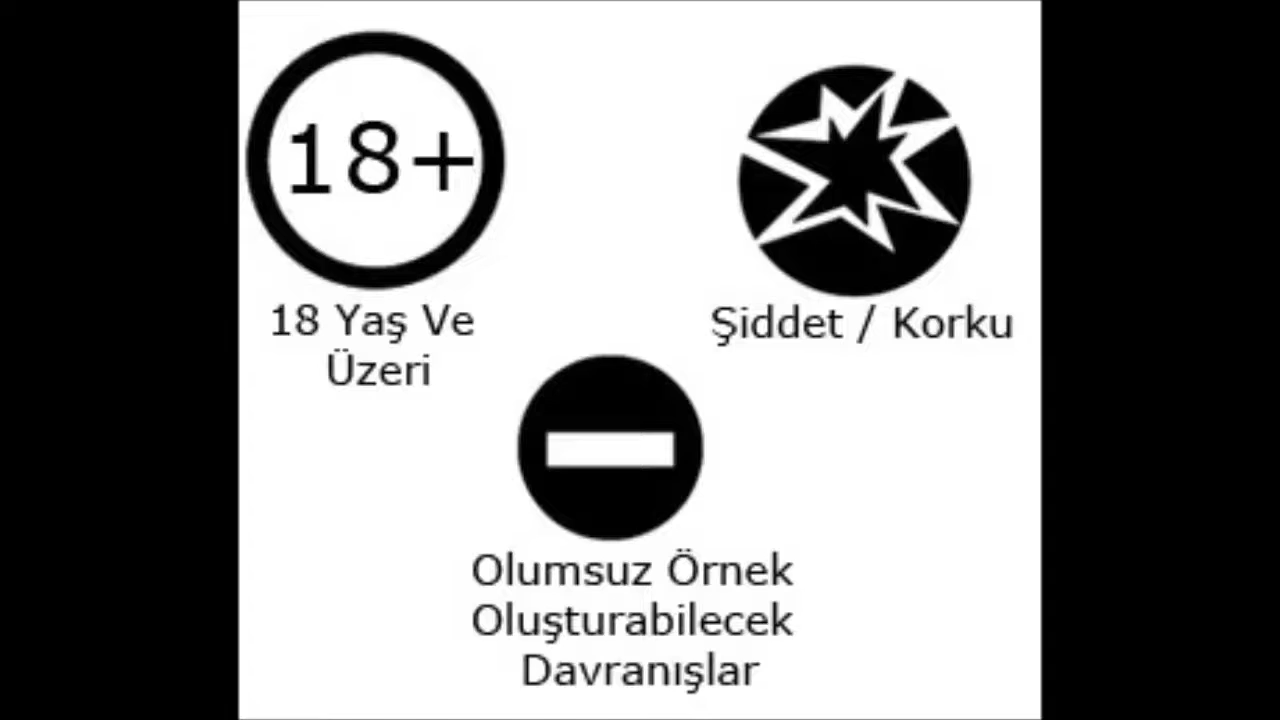 18+
18 Yaş Ve
Üzeri
Şiddet / Korku
Olumsuz Örnek
Oluşturabilecek
Davranışlar